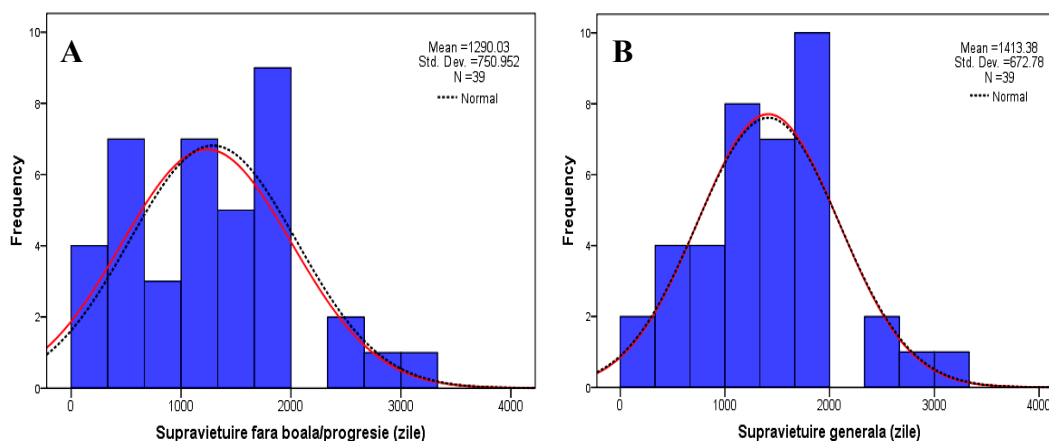 A
Mean =1290.03
Std. Dev. =750.952
N =39
Normal
Frequency
10
8
6
4
2
0
0 1000 2000 3000 4000
Supravietuire fara boala/progresie (zile)
B
Mean =1413.38
Std. Dev. =672.78
N =39
Normal
Frequency
10
8
6
4
2
0
0 1000 2000 3000 4000
Supravietuire generala (zile)